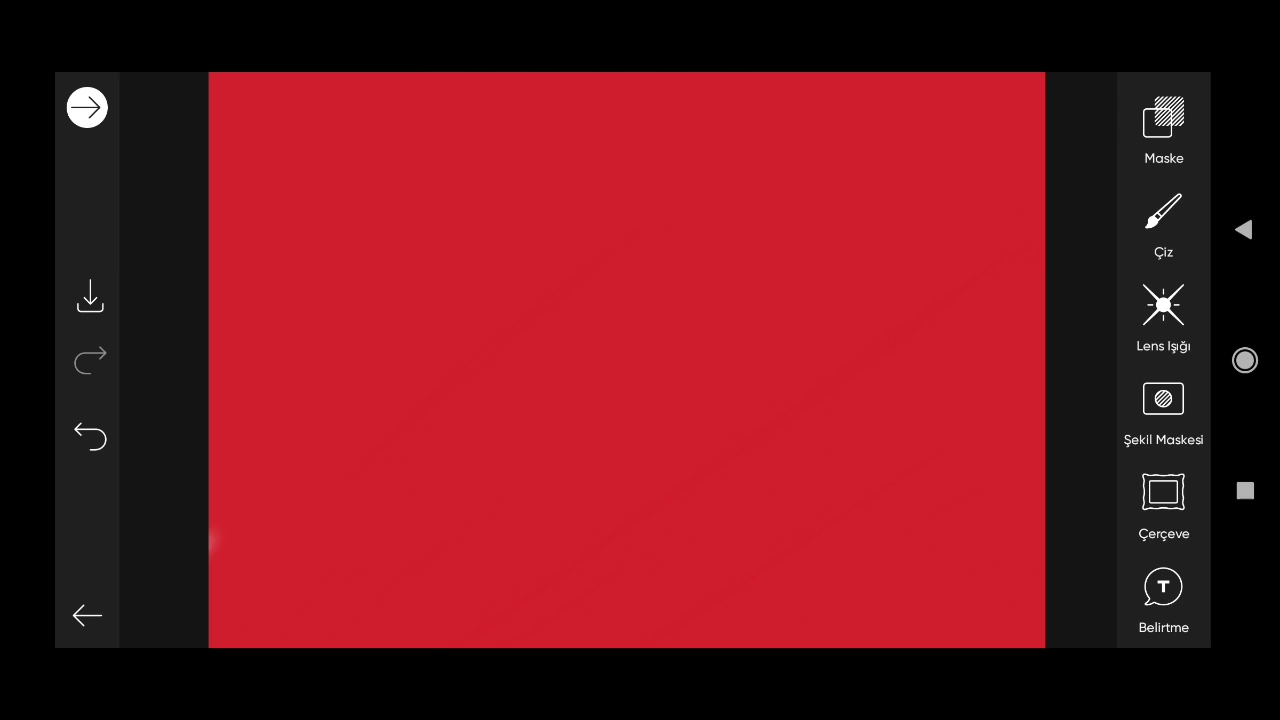 Maske
Çiz
Lens Işığı
Şekil Maskesi
Çerçeve
T
Belirtme